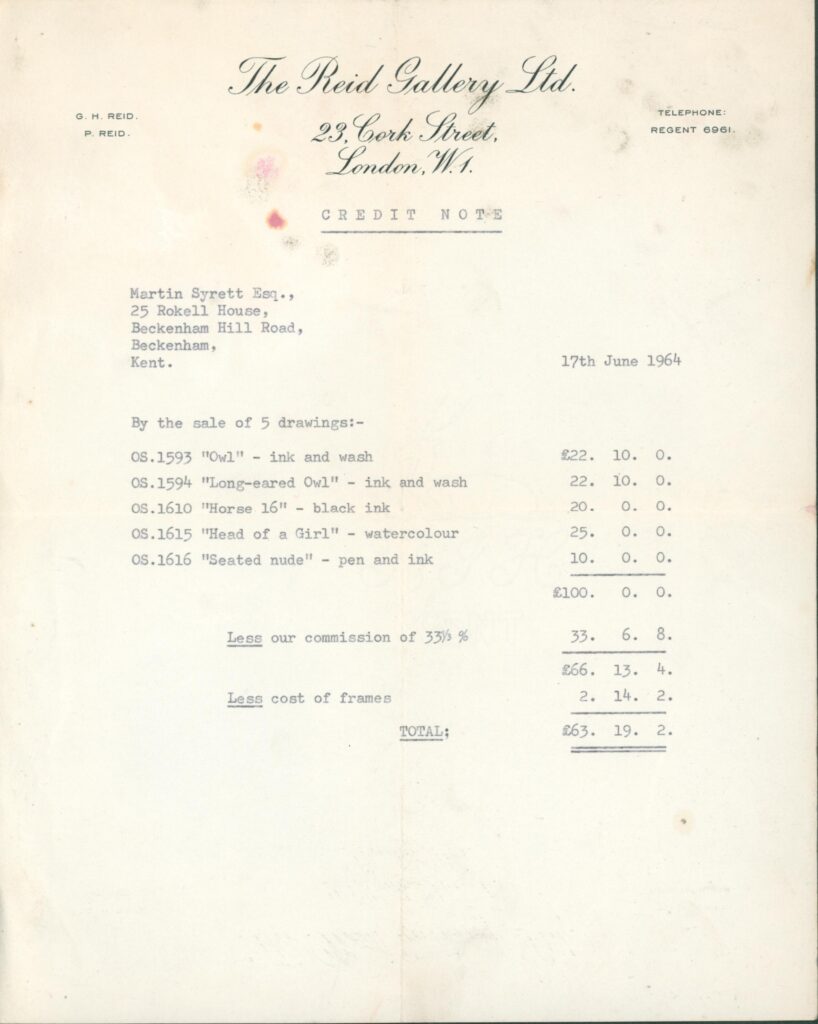 The Reid Gallery Ltd.
G. H. REID.
P. REID.
23, Cork Street,
London, W.1.
TELEPHONE:
REGENT 6961.
CREDIT NOTE
Martin Syrett Esq.,
25 Rokell House,
Beckenham Hill Road,
Beckenham,
Kent.
17th June 1964
By the sale of 5 drawings:-
OS.1593 "Owl" - ink and wash £22. 10. 0.
OS.1594 "Long-eared Owl" - ink and wash 22. 10. 0.
OS.1610 "Horse 16" - black ink 20. 0. 0.
OS.1615 "Head of a Girl" - watercolour 25. 0. 0.
OS.1616 "Seated nude" - pen and ink 10. 0. 0.
£100. 0. 0.
Less our commission of 33⅓ % 33. 6. 8.
£66. 13. 4.
Less cost of frames 2. 14. 2.
TOTAL: £63. 19. 2.